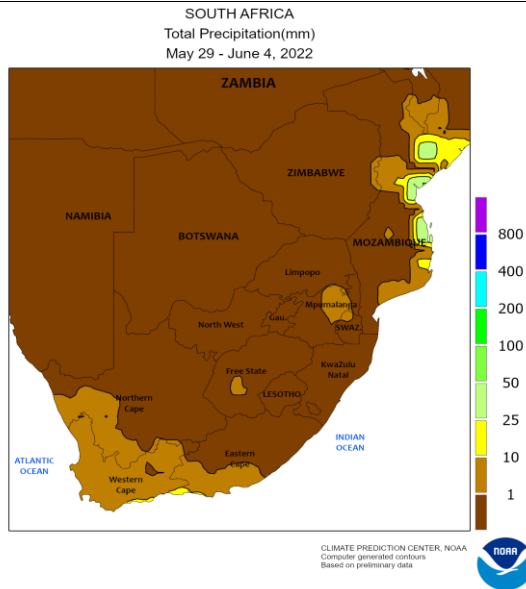 SOUTH AFRICA
Total Precipitation(mm)
May 29 - June 4, 2022
ZAMBIA
ZIMBABWE
NAMIBIA
BOTSWANA
MOZAMBIQUE
Limpopo
Mpumalanga
Gau.
North West
SWAZ.
Free State
KwaZulu
Natal
LESOTHO
Northern
Cape
Eastern
Cape
Western
Cape
ATLANTIC
OCEAN
INDIAN
OCEAN
800
400
200
100
50
25
10
1
CLIMATE PREDICTION CENTER, NOAA
Computer generated contours
Based on preliminary data
NOAA